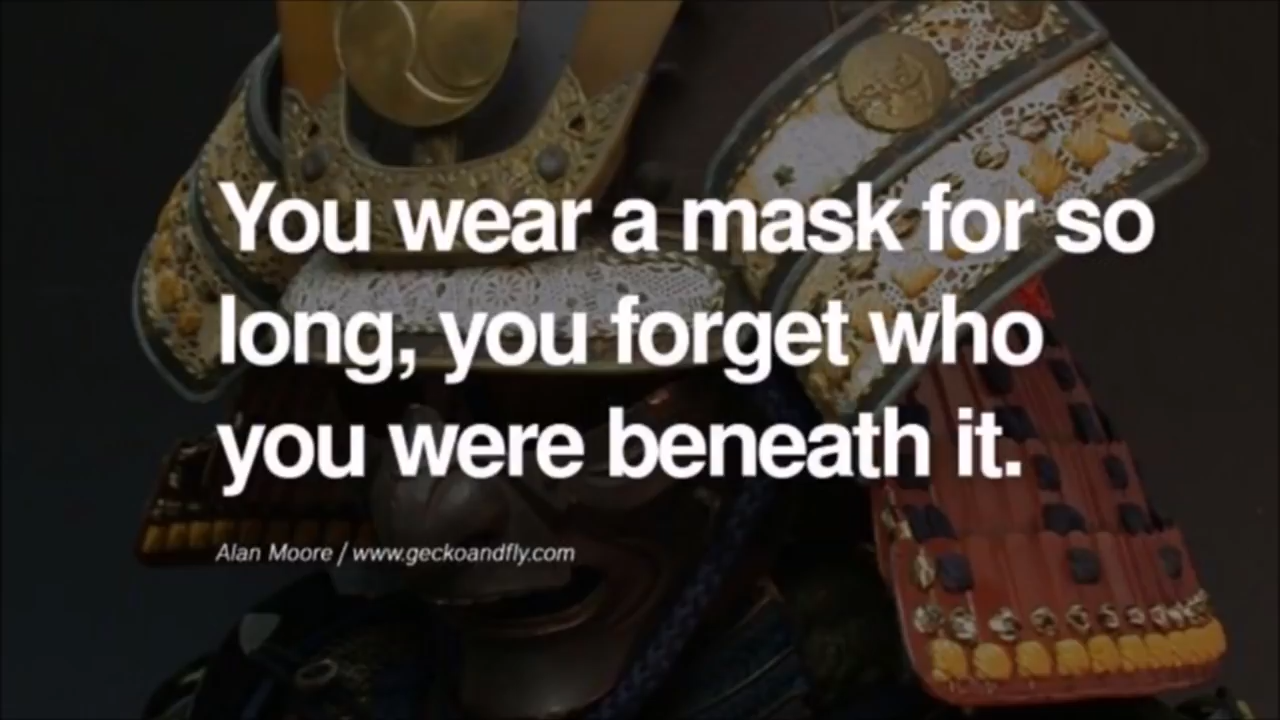 You wear a mask for so
long, you forget who
you were beneath it.
Alan Moore / www.geckoandfly.com